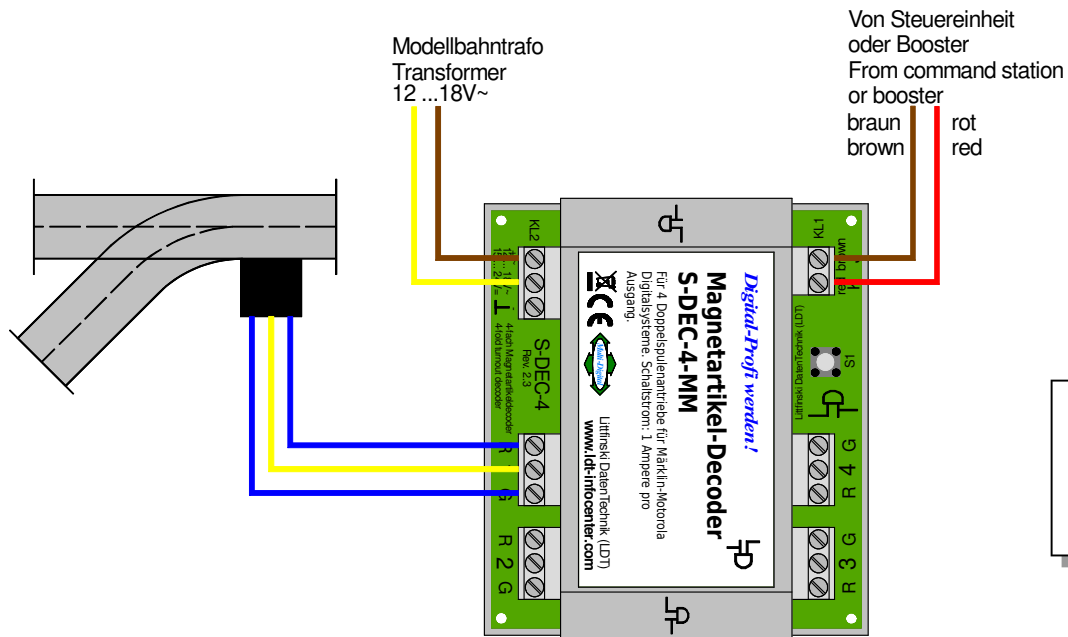 Modellbahntrafo
Transformer
12 ...18V~
Von Steuereinheit
oder Booster
From command station
or booster
braun rot
brown red
KL2
KL1
red brown
S-DEC-4
Rev. 2.3
4-fach Magnetartikeldecoder
4-fold turnout decoder
Digital-Profi werden!
Magnetartikel-Decoder
S-DEC-4-MM
Für 4 Doppelspulenantriebe für Märklin-Motorola
Digitalsysteme. Schaltstrom: 1 Ampere pro
Ausgang.
CE
Multi-Digital
Littfinski DatenTechnik (LDT)
www.ldt-infocenter.com
Littfinski DatenTechnik (LDT)
S1
R
G
R 2 G
R 4 G
R 3 G